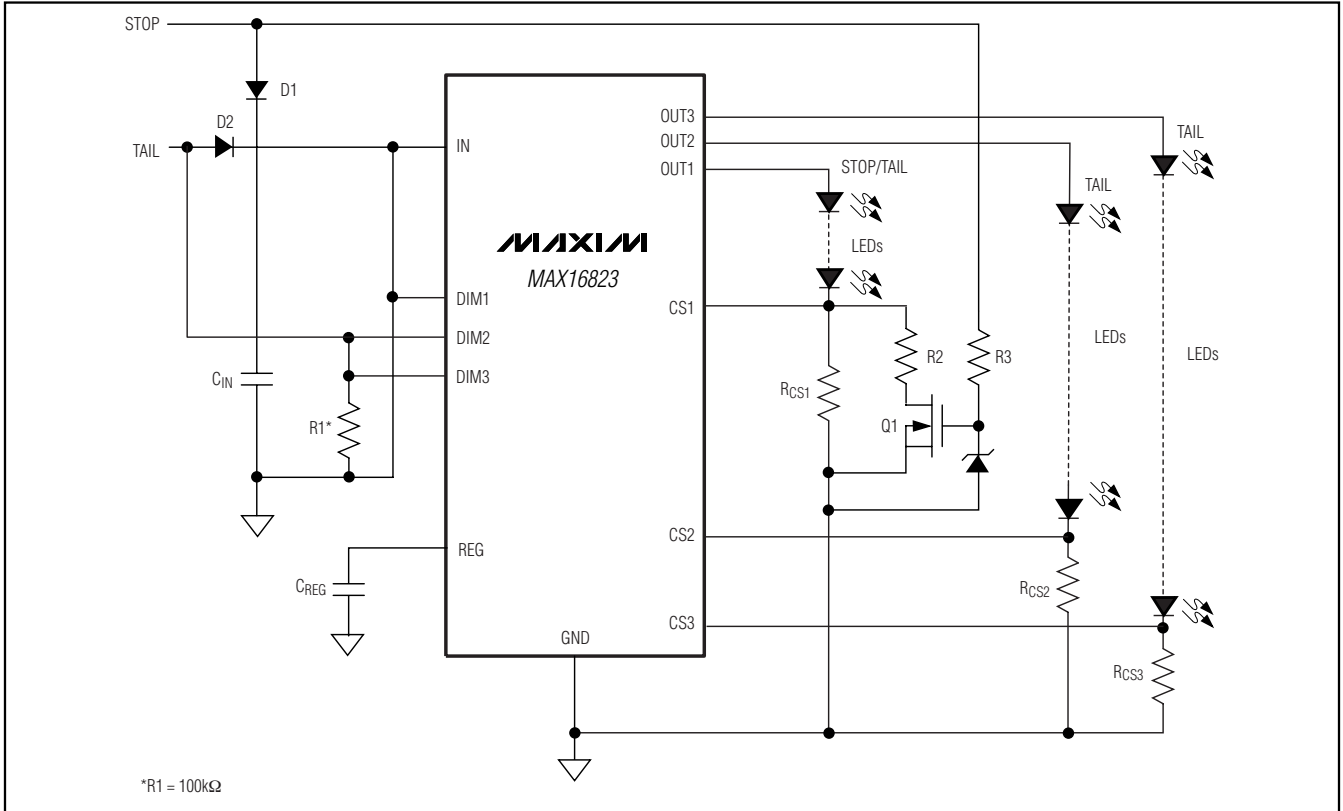 STOP
D1
D2
TAIL
IN
OUT3
OUT2
OUT1
TAIL
STOP/TAIL
TAIL
LEDs
MAXIM
MAX16823
DIM1
DIM2
DIM3
CS1
R2
R3
LEDs
LEDs
CIN
RCS1
R1*
Q1
CS2
REG
CREG
RCS2
CS3
GND
RCS3
*R1 = 100kΩ